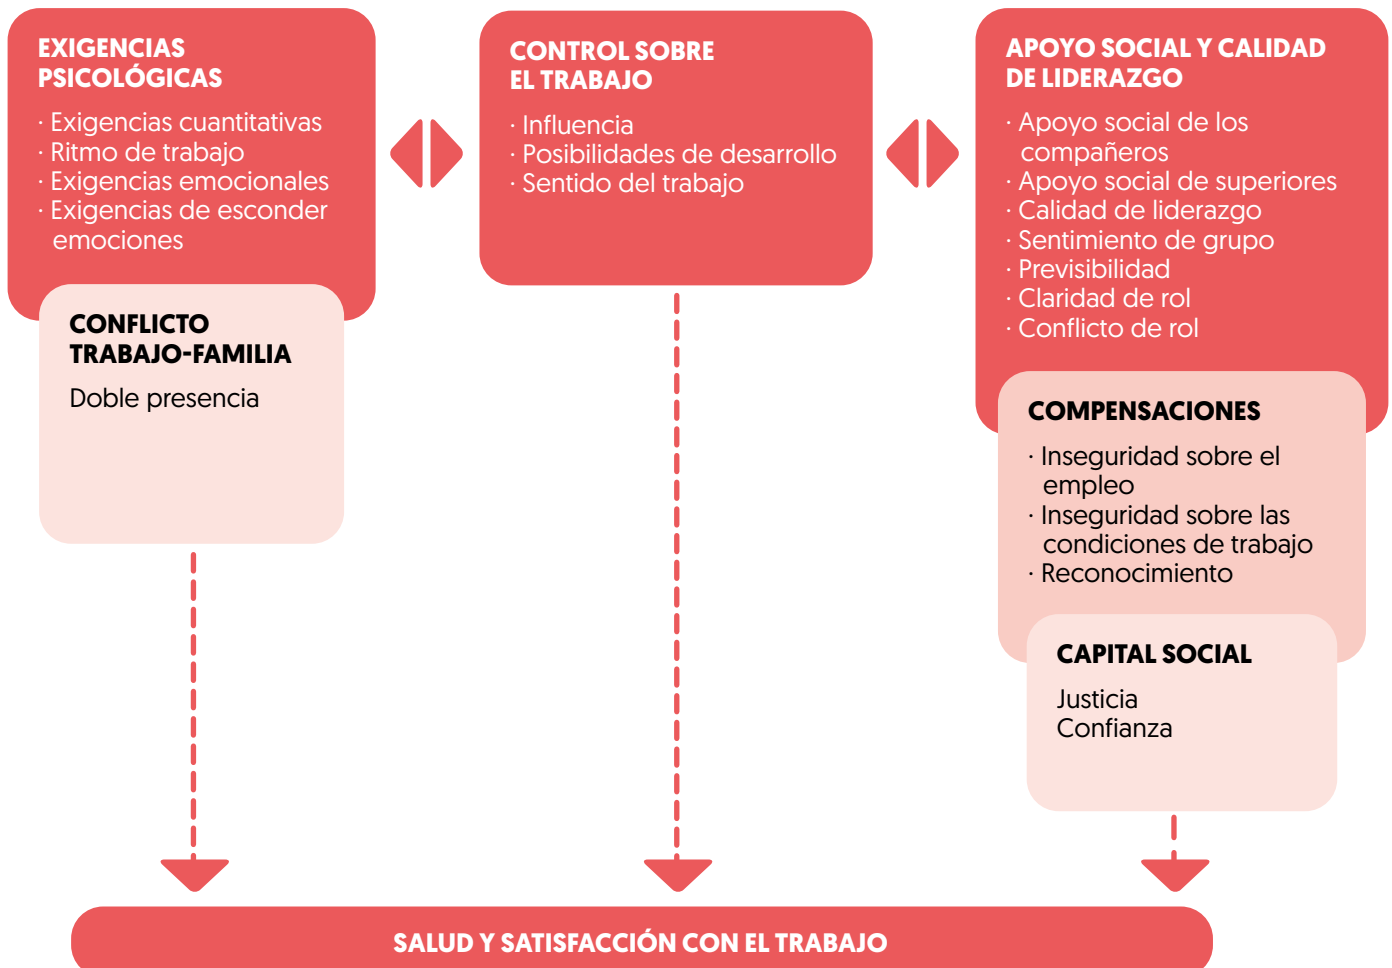 EXIGENCIAS
PSICOLÓGICAS
· Exigencias cuantitativas
· Ritmo de trabajo
· Exigencias emocionales
· Exigencias de esconder
emociones
CONFLICTO
TRABAJO-FAMILIA
Doble presencia
CONTROL SOBRE
EL TRABAJO
· Influencia
· Posibilidades de desarrollo
· Sentido del trabajo
APOYO SOCIAL Y CALIDAD
DE LIDERAZGO
· Apoyo social de los
compañeros
· Apoyo social de superiores
· Calidad de liderazgo
· Sentimiento de grupo
· Previsibilidad
· Claridad de rol
· Conflicto de rol
COMPENSACIONES
· Inseguridad sobre el
empleo
· Inseguridad sobre las
condiciones de trabajo
· Reconocimiento
CAPITAL SOCIAL
Justicia
Confianza
SALUD Y SATISFACCIÓN CON EL TRABAJO